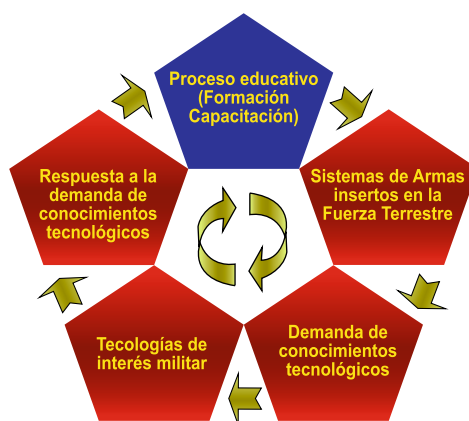 Proceso educativo
(Formación
Capacitación)
Sistemas de Armas
insertos en la
Fuerza Terrestre
Demanda de
conocimientos
tecnológicos
Tecologías de
interés militar
Respuesta a la
demanda de
conocimientos
tecnológicos